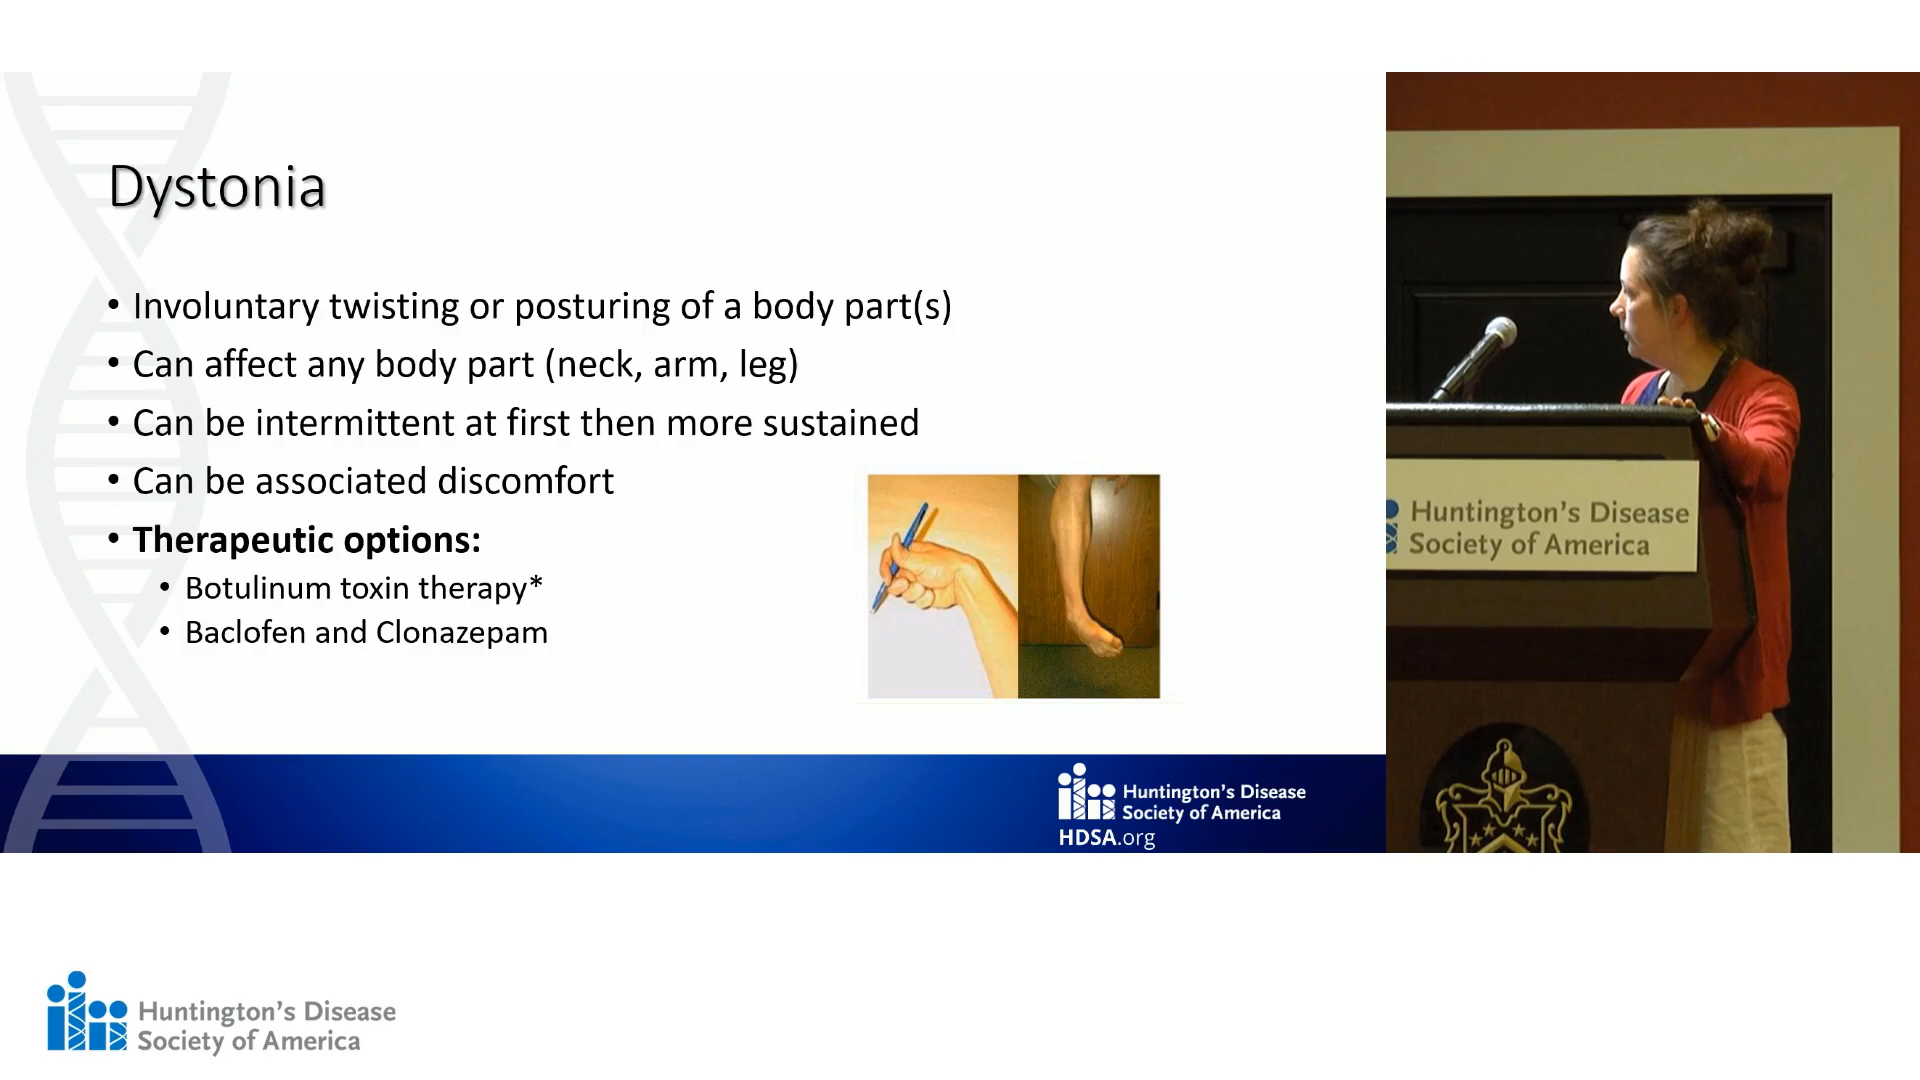 Dystonia
• Involuntary twisting or posturing of a body part(s)
• Can affect any body part (neck, arm, leg)
• Can be intermittent at first then more sustained
• Can be associated discomfort
• Therapeutic options:
• Botulinum toxin therapy*
• Baclofen and Clonazepam
Huntington's Disease
Society of America
HDSA.org
Huntington's Disease
Society of America
Huntington's Disease
Society of America